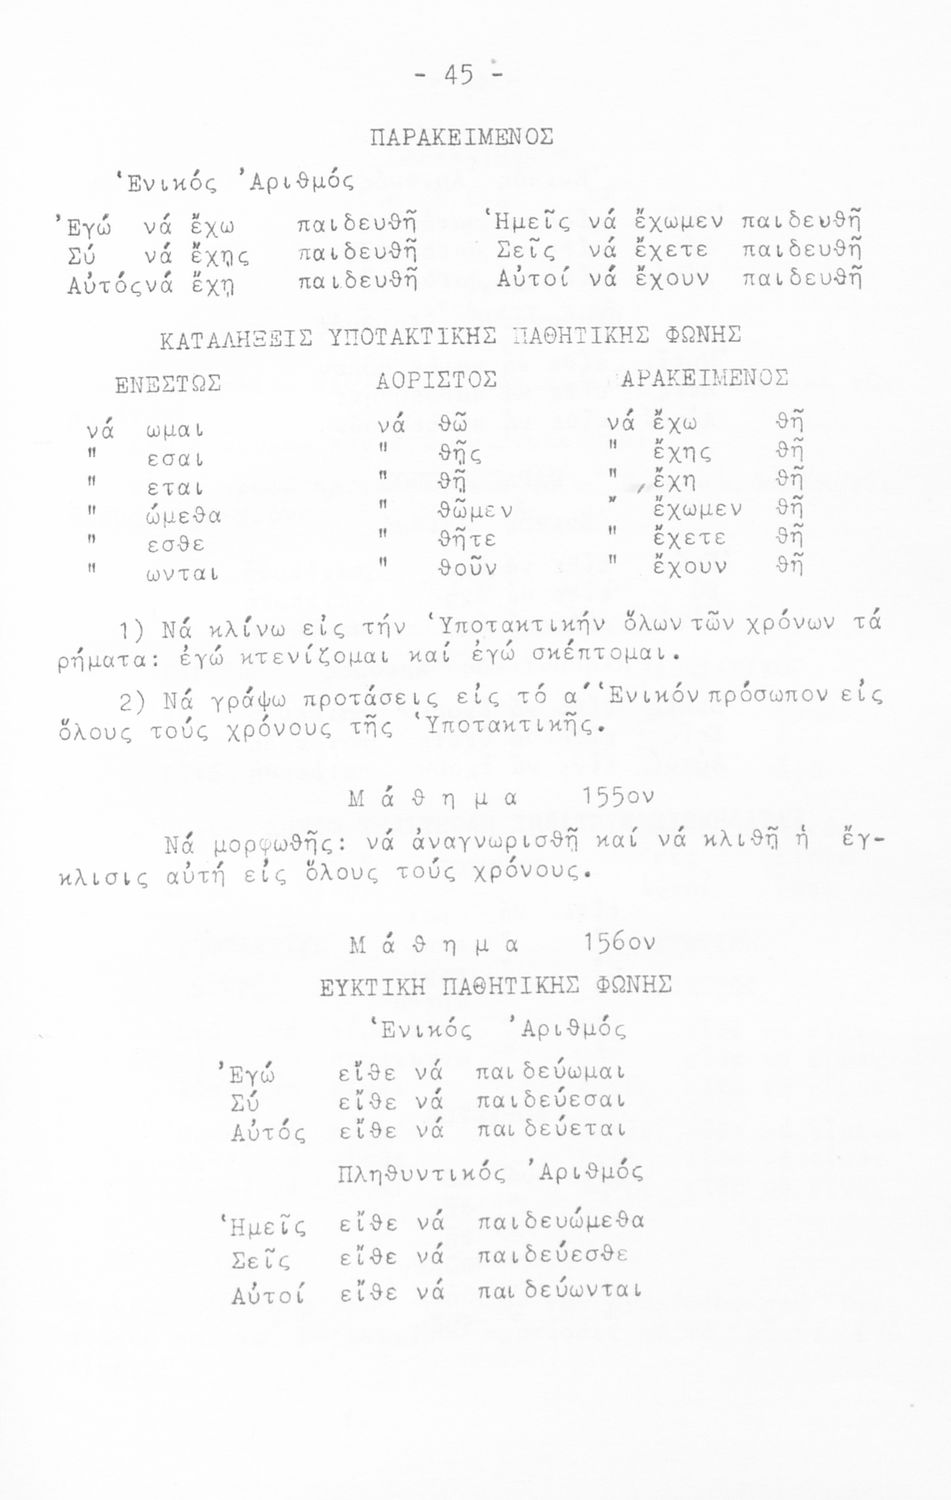 - 45 -
ΠΑΡΑΚΕΙΜΕΝΟΣ
Ἑνικός Ἀριθμός
Ἐγώ νά ἔχω παιδευθῆ Ἡμεῖς νά ἔχωμεν παιδευθῆ
Σύ νά ἔχῃς παιδευθῆ Σεῖς νά ἔχετε παιδευθῆ
Αὐτός νά ἔχῃ παιδευθῆ Αὐτοί νά ἔχουν παιδευθῆ
ΚΑΤΑΛΗΞΕΙΣ ΥΠΟΤΑΚΤΙΚΗΣ ΠΑΘΗΤΙΚΗΣ ΦΩΝΗΣ
ΕΝΕΣΤΩΣ ΑΟΡΙΣΤΟΣ ΑΡΑΚΕΙΜΕΝΟΣ
νά ωμαι νά θῶ νά ἔχω θῆ
" εσαι " θῇς " ἔχης θῆ
" εται " θῇ " ἔχη θῆ
" ώμεθα " θῶμεν " ἔχωμεν θῆ
" εσθε " θῆτε " ἔχετε θῆ
" ωνται " θοῦν " ἔχουν θῆ
1) Νά κλίνω εἰς τήν Ὑποτακτικήν ὅλων τῶν χρόνων τά
ρήματα: ἐγώ κτενίζομαι καί ἐγώ σκέπτομαι.
2) Νά γράψω προτάσεις εἰς τό α΄ Ἑνικόν πρόσωπον εἰς
ὅλους τούς χρόνους τῆς Ὑποτακτικῆς.
Μ ά θ η μ α 155ον
Νά μορφωθῆς: νά ἀναγνωρισθῆ καί νά κλιθῆ ἡ ἔγ-
κλισις αὐτή εἰς ὅλους τούς χρόνους.
Μ ά θ η μ α 156ον
ΕΥΚΤΙΚΗ ΠΑΘΗΤΙΚΗΣ ΦΩΝΗΣ
Ἑνικός Ἀριθμός
Ἐγώ εἴθε νά παιδεύωμαι
Σύ εἴθε νά παιδεύεσαι
Αὐτός εἴθε νά παιδεύεται
Πληθυντικός Ἀριθμός
Ἡμεῖς εἴθε νά παιδευώμεθα
Σεῖς εἴθε νά παιδεύεσθε
Αὐτοί εἴθε νά παιδεύωνται